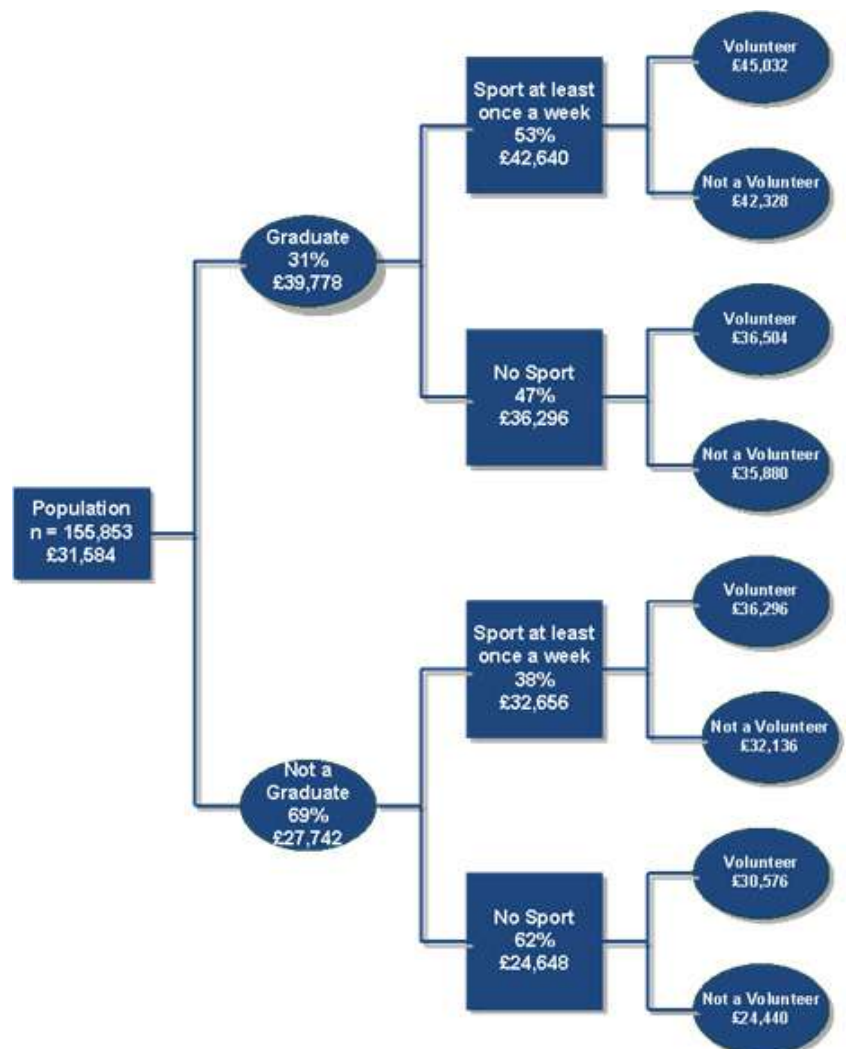 Population
n = 155,853
£31,584
Graduate
31%
£39,778
Sport at least
once a week
53%
£42,640
Volunteer
£45,032
Not a Volunteer
£42,328
No Sport
47%
£36,296
Volunteer
£36,504
Not a Volunteer
£35,880
Not a
Graduate
69%
£27,742
Sport at least
once a week
38%
£32,656
Volunteer
£36,296
Not a Volunteer
£32,136
No Sport
62%
£24,648
Volunteer
£30,576
Not a Volunteer
£24,440